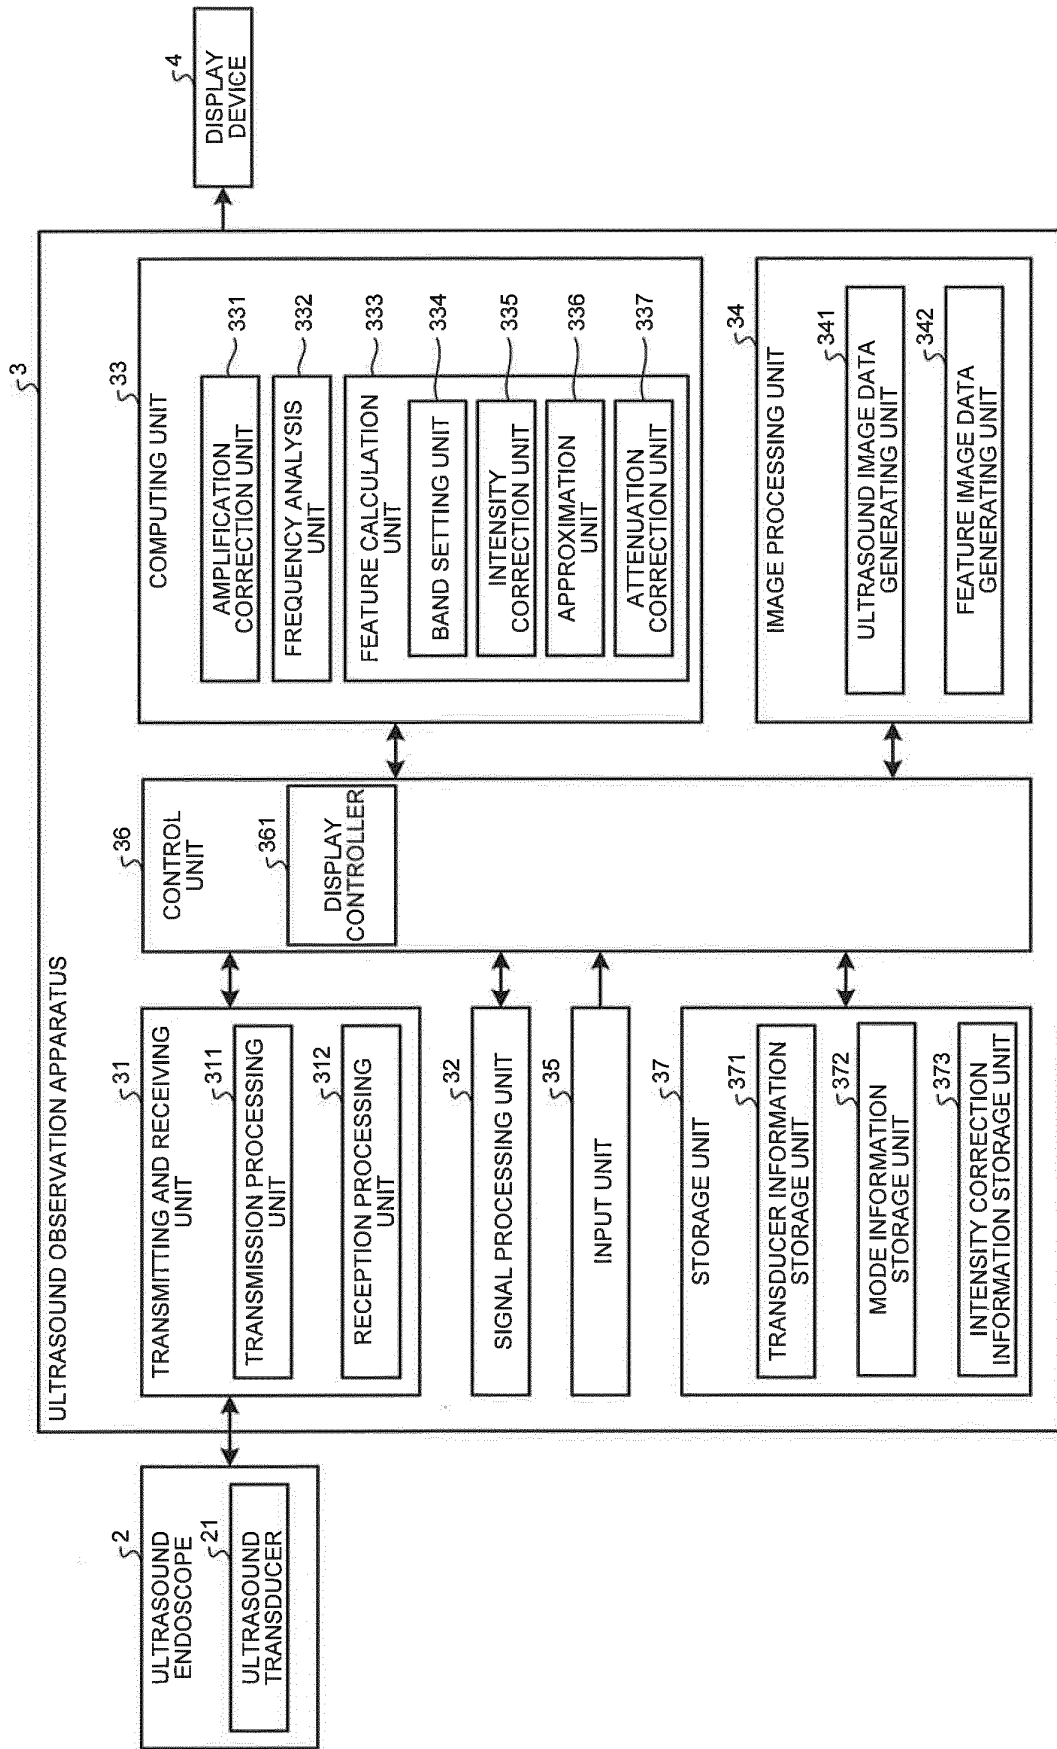 ULTRASOUND OBSERVATION APPARATUS
3
2
ULTRASOUND
ENDOSCOPE
21
ULTRASOUND
TRANSDUCER
31
TRANSMITTING AND RECEIVING
UNIT
311
TRANSMISSION PROCESSING
UNIT
312
RECEPTION PROCESSING
UNIT
32
SIGNAL PROCESSING UNIT
35
INPUT UNIT
37
STORAGE UNIT
371
TRANSDUCER INFORMATION
STORAGE UNIT
372
MODE INFORMATION
STORAGE UNIT
373
INTENSITY CORRECTION
INFORMATION STORAGE UNIT
36
CONTROL
UNIT
361
DISPLAY
CONTROLLER
33
COMPUTING UNIT
AMPLIFICATION
CORRECTION UNIT
331
FREQUENCY ANALYSIS
UNIT
332
FEATURE CALCULATION
UNIT
333
BAND SETTING UNIT
334
INTENSITY
CORRECTION UNIT
335
APPROXIMATION
UNIT
336
ATTENUATION
CORRECTION UNIT
337
34
IMAGE PROCESSING UNIT
341
ULTRASOUND IMAGE DATA
GENERATING UNIT
342
FEATURE IMAGE DATA
GENERATING UNIT
4
DISPLAY
DEVICE